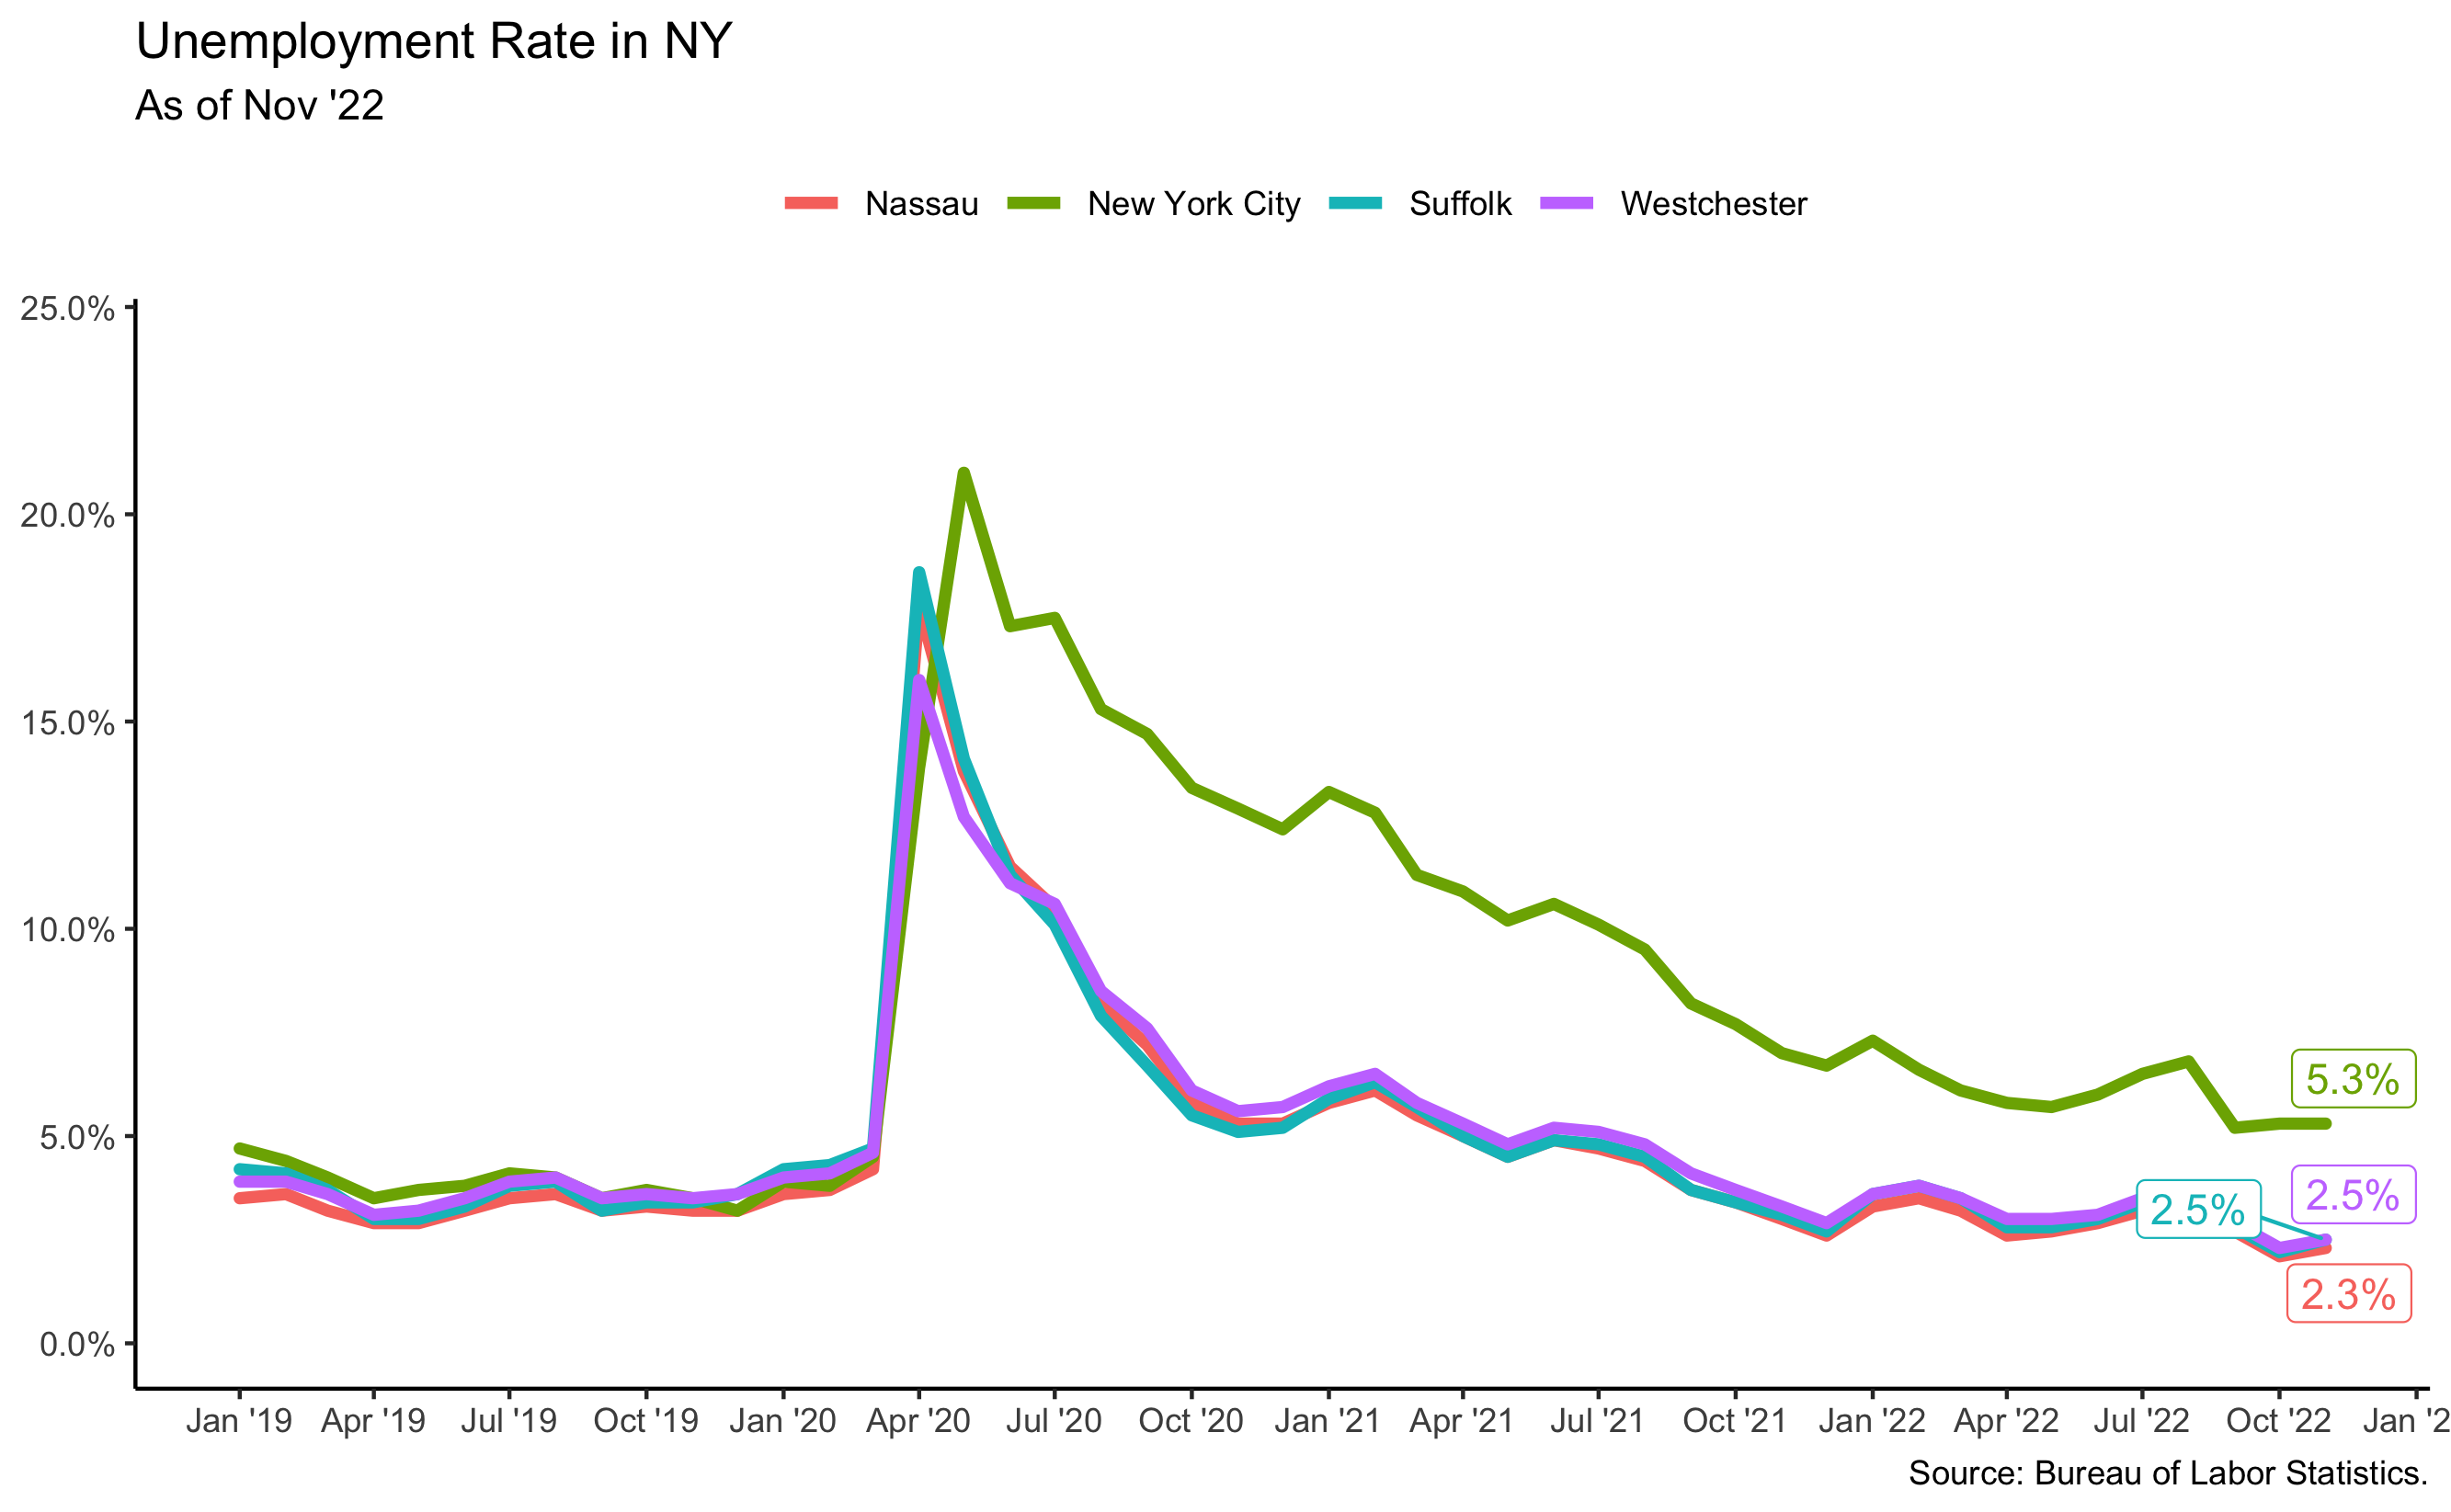 Unemployment Rate in NY
As of Nov '22
Nassau New York City Suffolk Westchester
25.0%
20.0%
15.0%
10.0%
5.0%
0.0%
5.3%
2.5%
2.5%
2.3%
Jan '19 Apr '19 Jul '19 Oct '19 Jan '20 Apr '20 Jul '20 Oct '20 Jan '21 Apr '21 Jul '21 Oct '21 Jan '22 Apr '22 Jul '22 Oct '22 Jan '2
Source: Bureau of Labor Statistics.